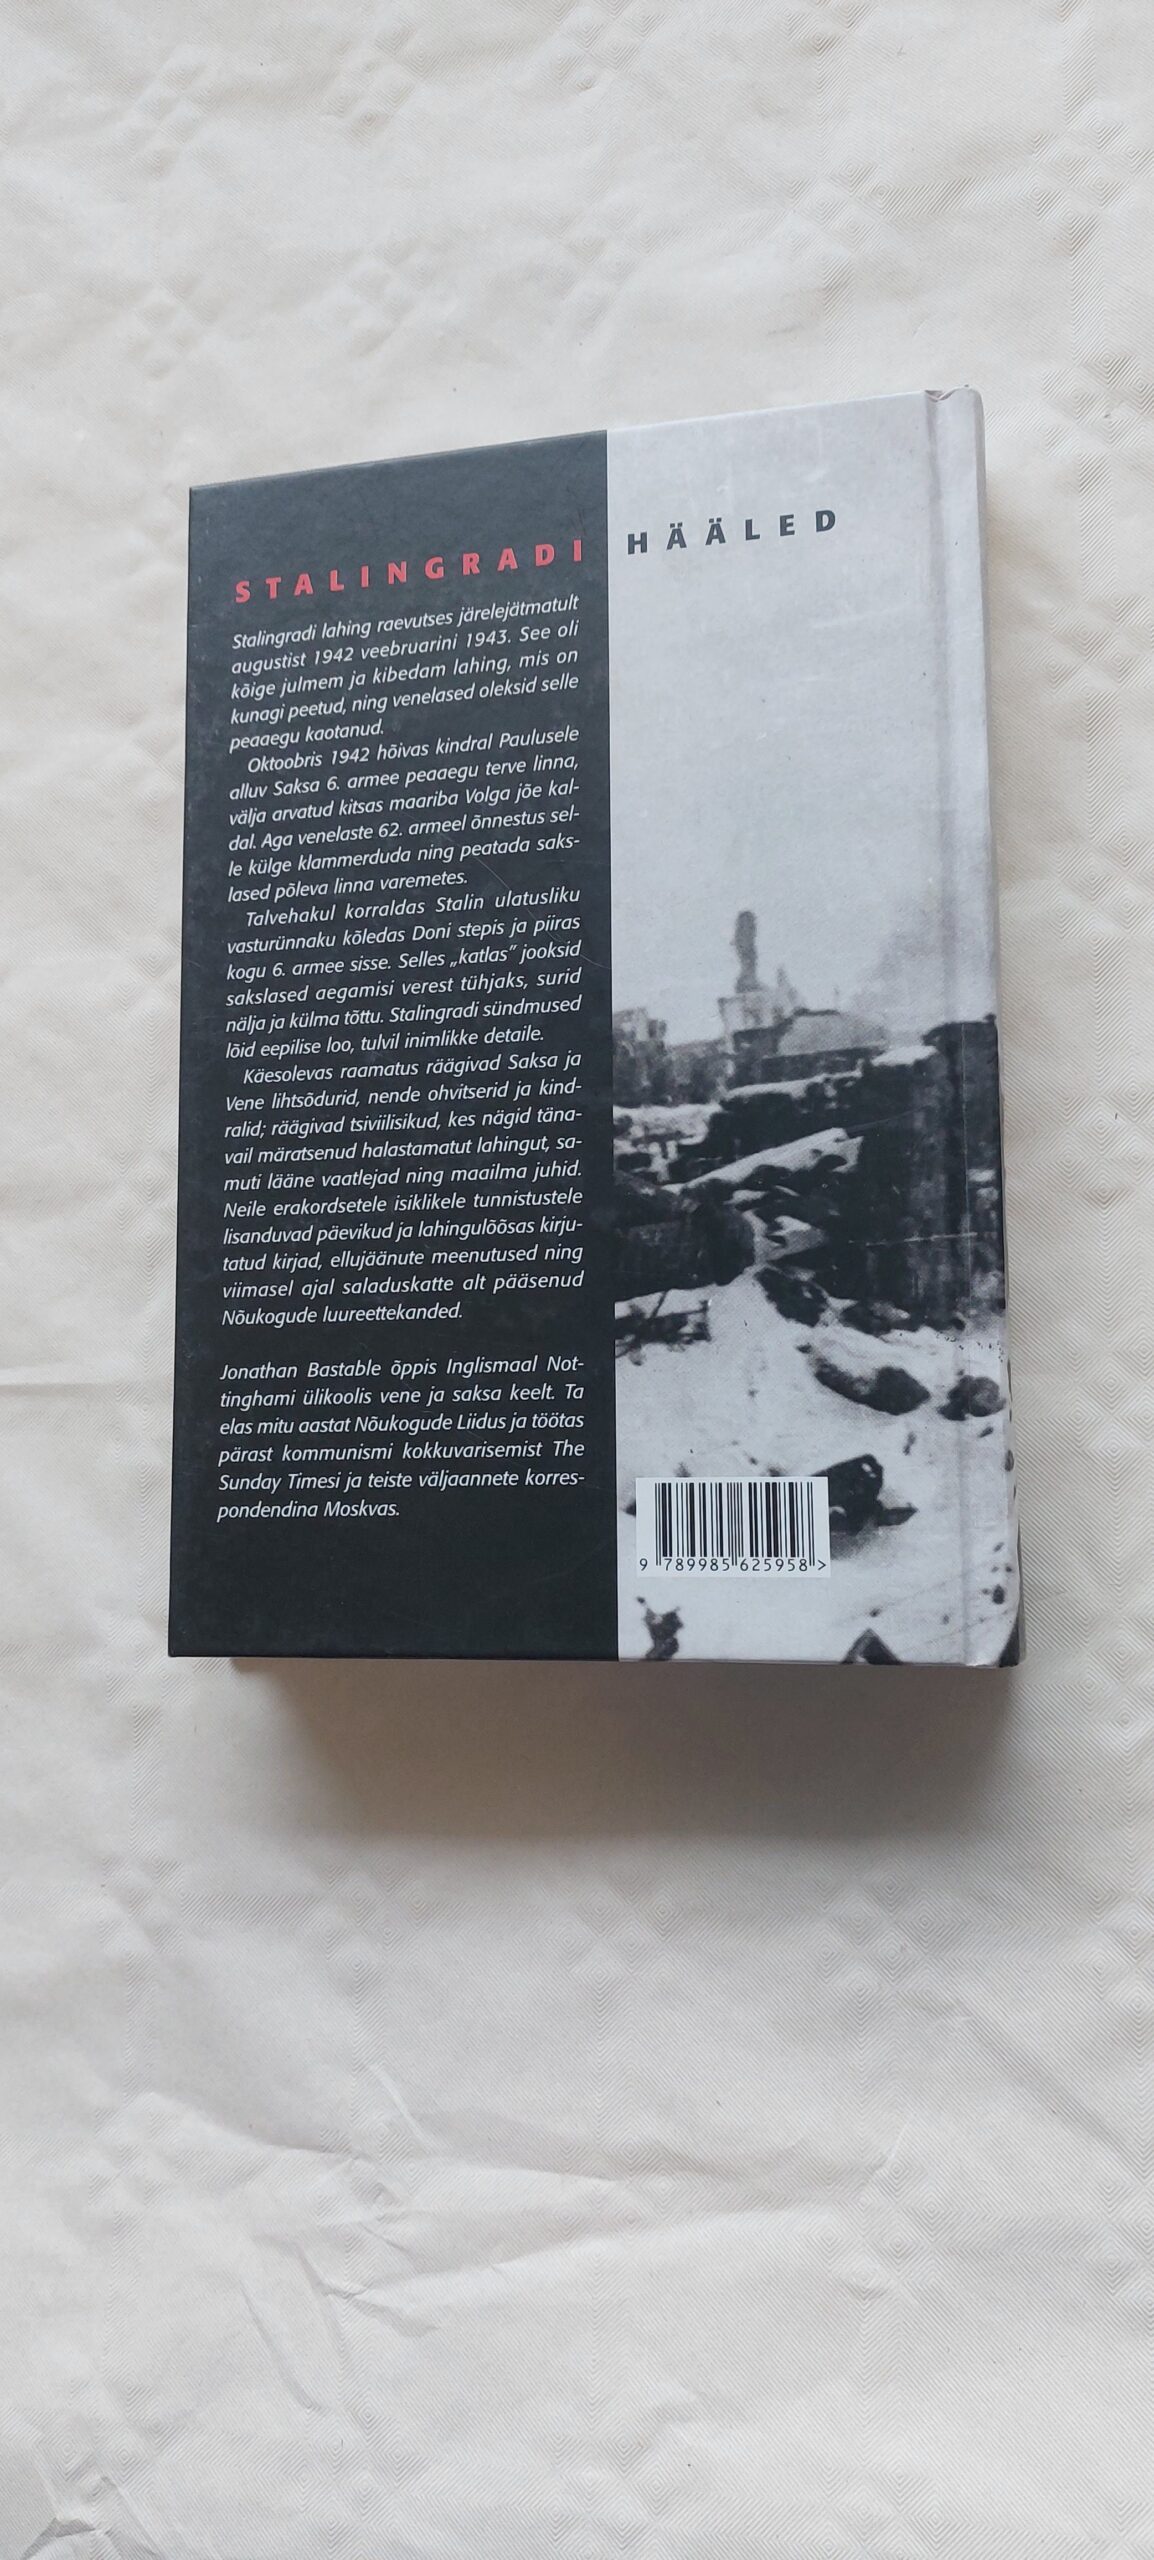 STALINGRADI HÄÄLED
Stalingradi lahing raevutses järelejätmatult
augustist 1942 veebruarini 1943. See oli
kõige julmem ja kibedam lahing, mis on
kunagi peetud, ning venelased oleksid selle
peaaegu kaotanud.
Oktoobris 1942 hõivas kindral Paulusele
alluv Saksa 6. armee peaaegu terve linna,
välja arvatud kitsas maariba Volga jõe kal-
dal. Aga venelaste 62. armeel õnnestus sel-
le külge klammerduda ning peatada saks-
lased põleva linna varemetes.
Talvehakul korraldas Stalin ulatusliku
vasturünnaku kõledas Doni stepis ja piiras
kogu 6. armee sisse. Selles „katlas” jooksid
sakslased aegamisi verest tühjaks, surid
nälja ja külma tõttu. Stalingradi sündmused
lõid eepilise loo, tulvil inimlikke detaile.
Käesolevas raamatus räägivad Saksa ja
Vene lihtsõdurid, nende ohvitserid ja kind-
ralid; räägivad tsiviilisikud, kes nägid täna-
vail märatsenud halastamatut lahingut, sa-
muti lääne vaatlejad ning maailma juhid.
Neile erakordsetele isiklikele tunnistustele
lisanduvad päevikud ja lahingulõõsas kirju-
tatud kirjad, ellujäänute meenutused ning
viimasel ajal saladuskatte alt pääsenud
Nõukogude luureettekanded.
Jonathan Bastable õppis Inglismaal Not-
tinghami ülikoolis vene ja saksa keelt. Ta
elas mitu aastat Nõukogude Liidus ja töötas
pärast kommunismi kokkuvarisemist The
Sunday Timesi ja teiste väljaannete korres-
pondendina Moskvas.
9 789985 625958 >